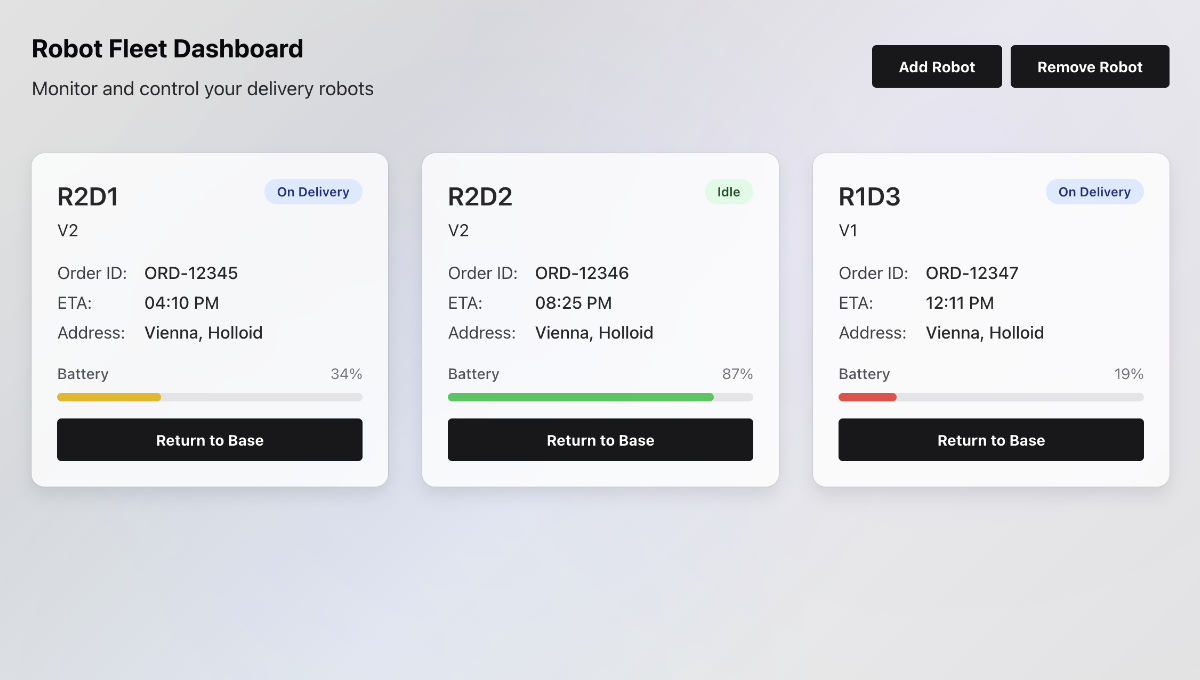 Robot Fleet Dashboard
Monitor and control your delivery robots
Add Robot
Remove Robot
R2D1
On Delivery
V2
Order ID: ORD-12345
ETA: 04:10 PM
Address: Vienna, Holloid
Battery 34%
Return to Base
R2D2
Idle
V2
Order ID: ORD-12346
ETA: 08:25 PM
Address: Vienna, Holloid
Battery 87%
Return to Base
R1D3
On Delivery
V1
Order ID: ORD-12347
ETA: 12:11 PM
Address: Vienna, Holloid
Battery 19%
Return to Base